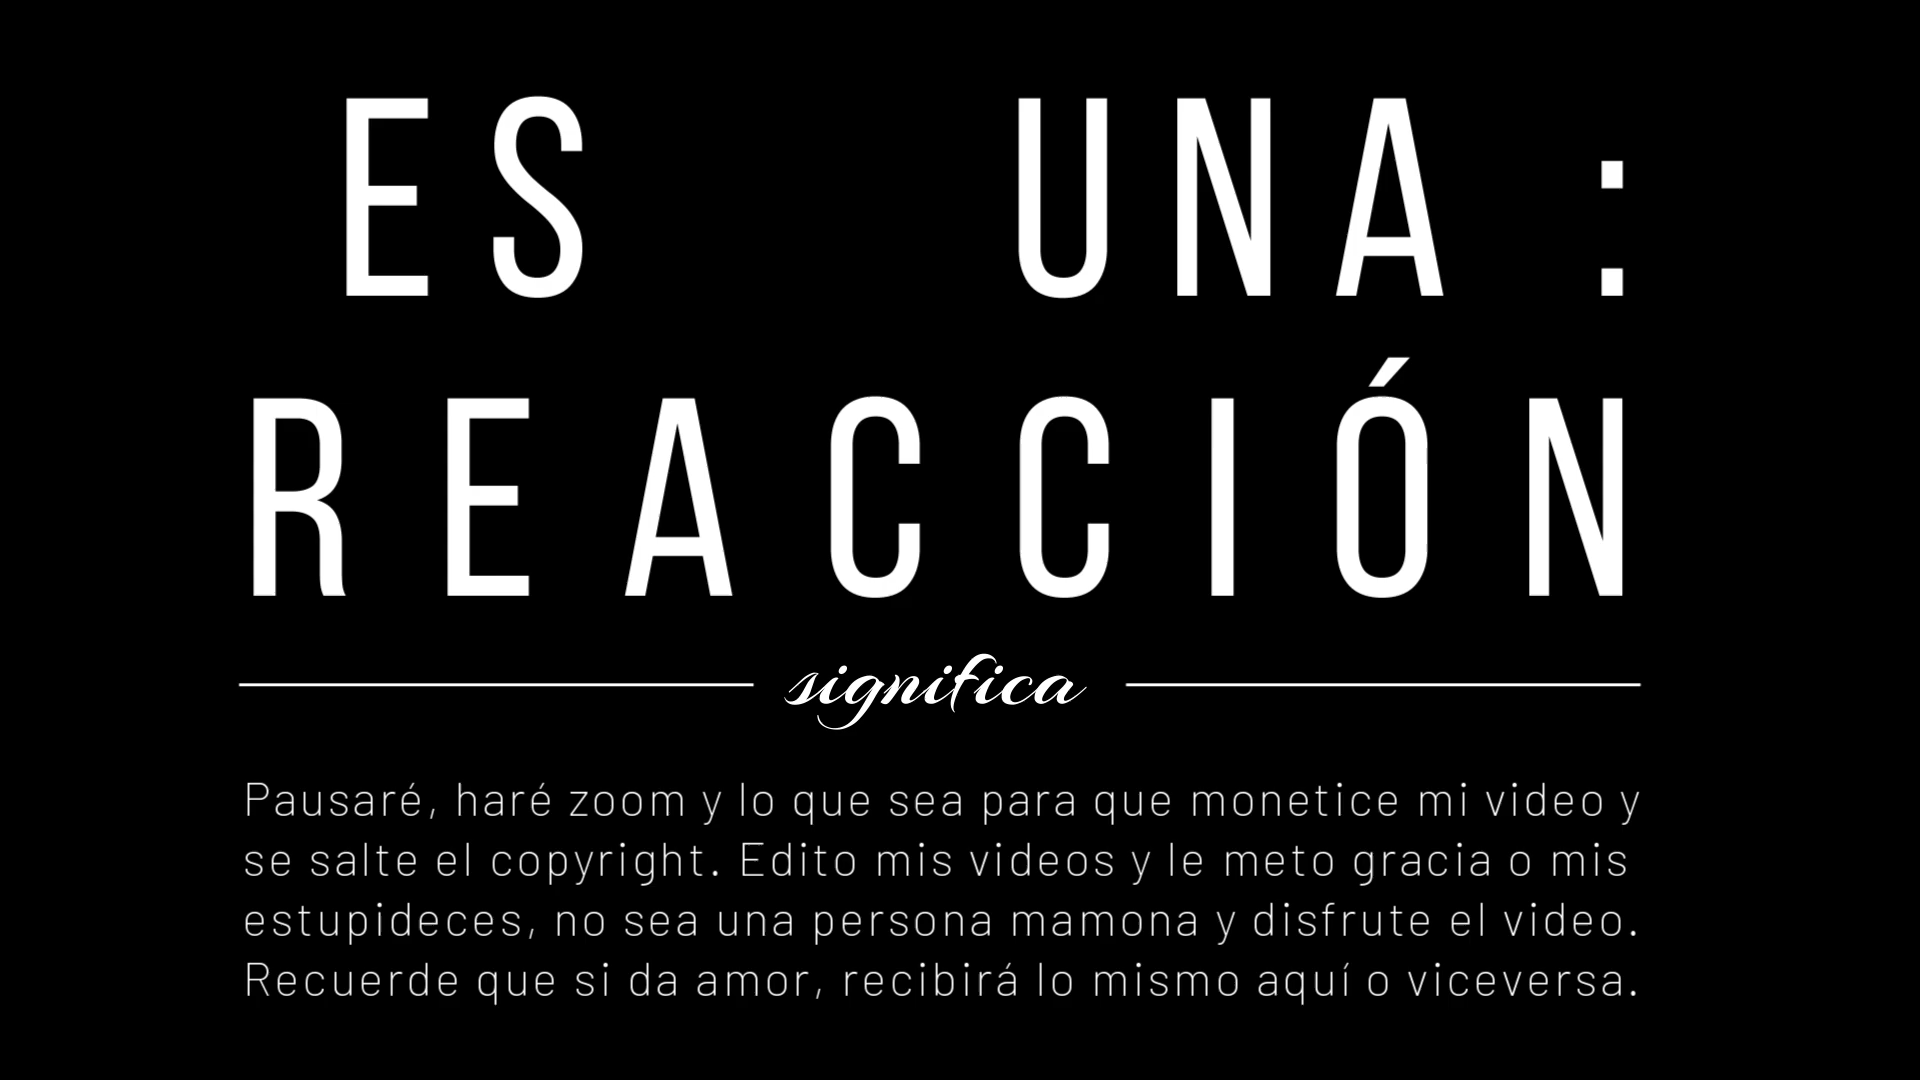 ES UNA :
REACCIÓN
significa
Pausaré, haré zoom y lo que sea para que monetice mi video y
se salte el copyright. Edito mis videos y le meto gracia o mis
estupideces, no sea una persona mamona y disfrute el video.
Recuerde que si da amor, recibirá lo mismo aquí o viceversa.